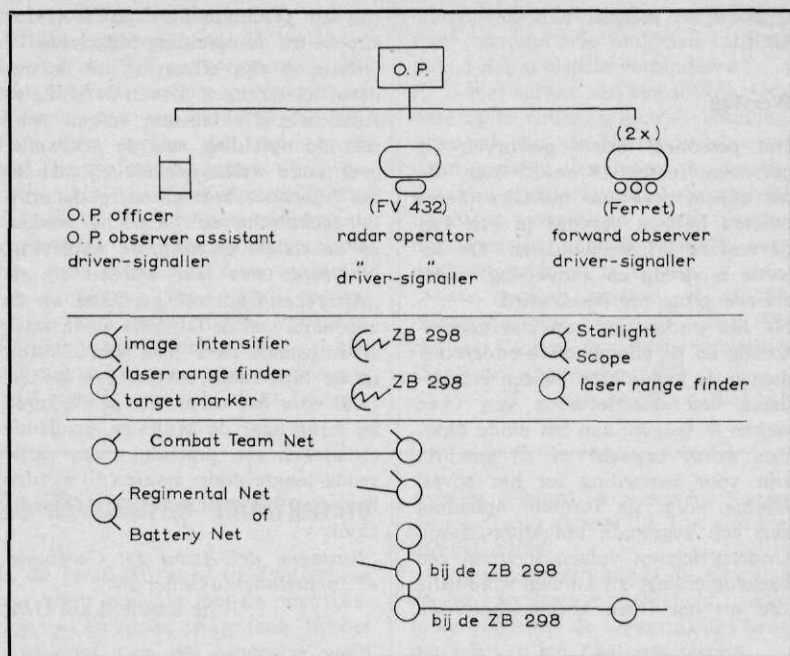 O. P.
(2x)
(FV 432)
(Ferret)
O. P. officer
O. P. observer assistant
driver-signaller
radar operator
,, ,,
driver-signaller
forward observer
driver-signaller
image intensifier
laser range finder
target marker
ZB 298
ZB 298
Starlight
Scope
laser range finder
Combat Team Net
Regimental Net
of
Battery Net
bij de ZB 298
bij de ZB 298